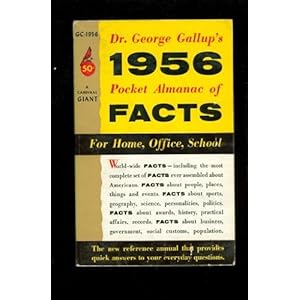 GC-1956
50¢
A
CARDINAL
GIANT
Dr. George Gallup's
1956
Pocket Almanac of
FACTS
For Home, Office, School
World-wide FACTS—including the most
complete set of FACTS ever assembled about
Americans. FACTS about people, places,
things and events. FACTS about sports,
geography, science, personalities, politics.
FACTS about awards, history, practical
affairs, records. FACTS about business,
government, social customs, population.
The new reference annual that provides
quick answers to your everyday questions.